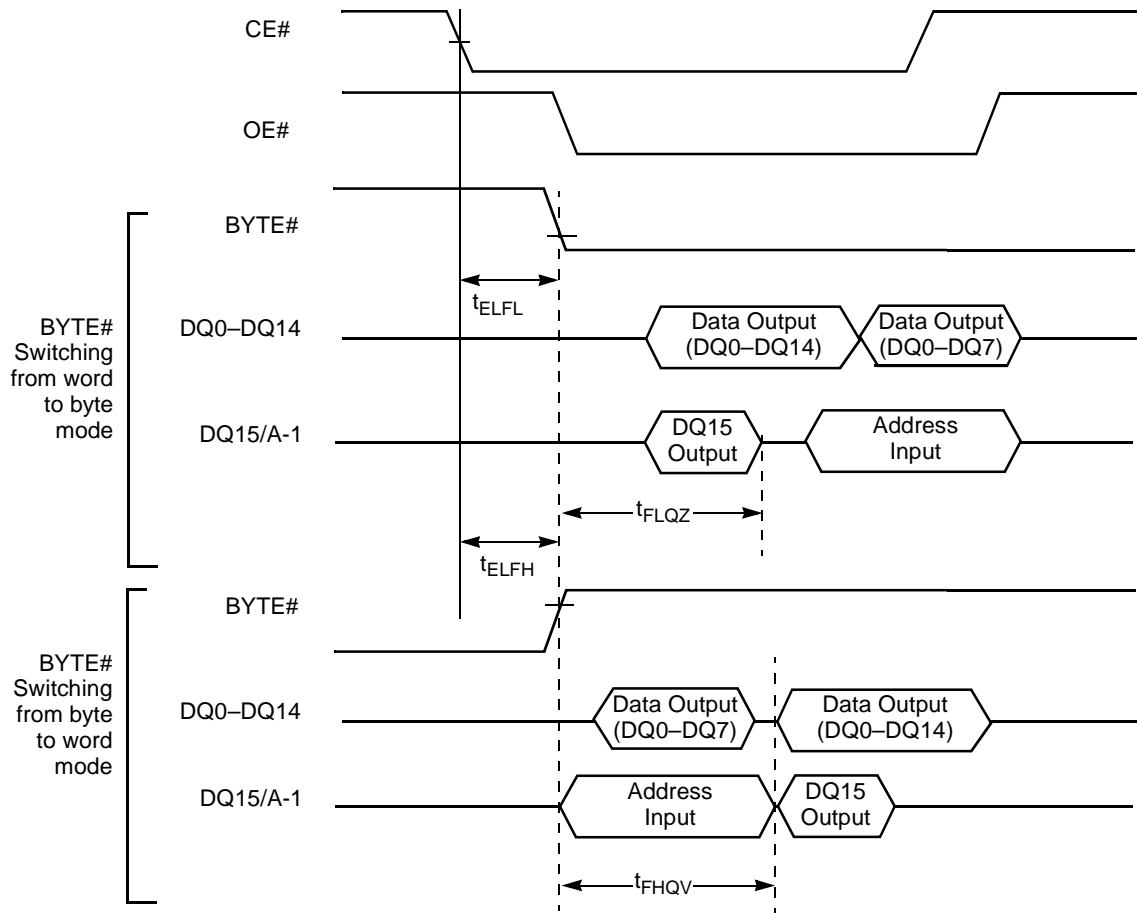 CE#
OE#
BYTE#
tELFL
BYTE#
Switching
from word
to byte
mode
DQ0–DQ14
Data Output
(DQ0–DQ14)
Data Output
(DQ0–DQ7)
DQ15/A-1
DQ15
Output
Address
Input
tFLQZ
tELFH
BYTE#
BYTE#
Switching
from byte
to word
mode
DQ0–DQ14
Data Output
(DQ0–DQ7)
Data Output
(DQ0–DQ14)
DQ15/A-1
Address
Input
DQ15
Output
tFHQV